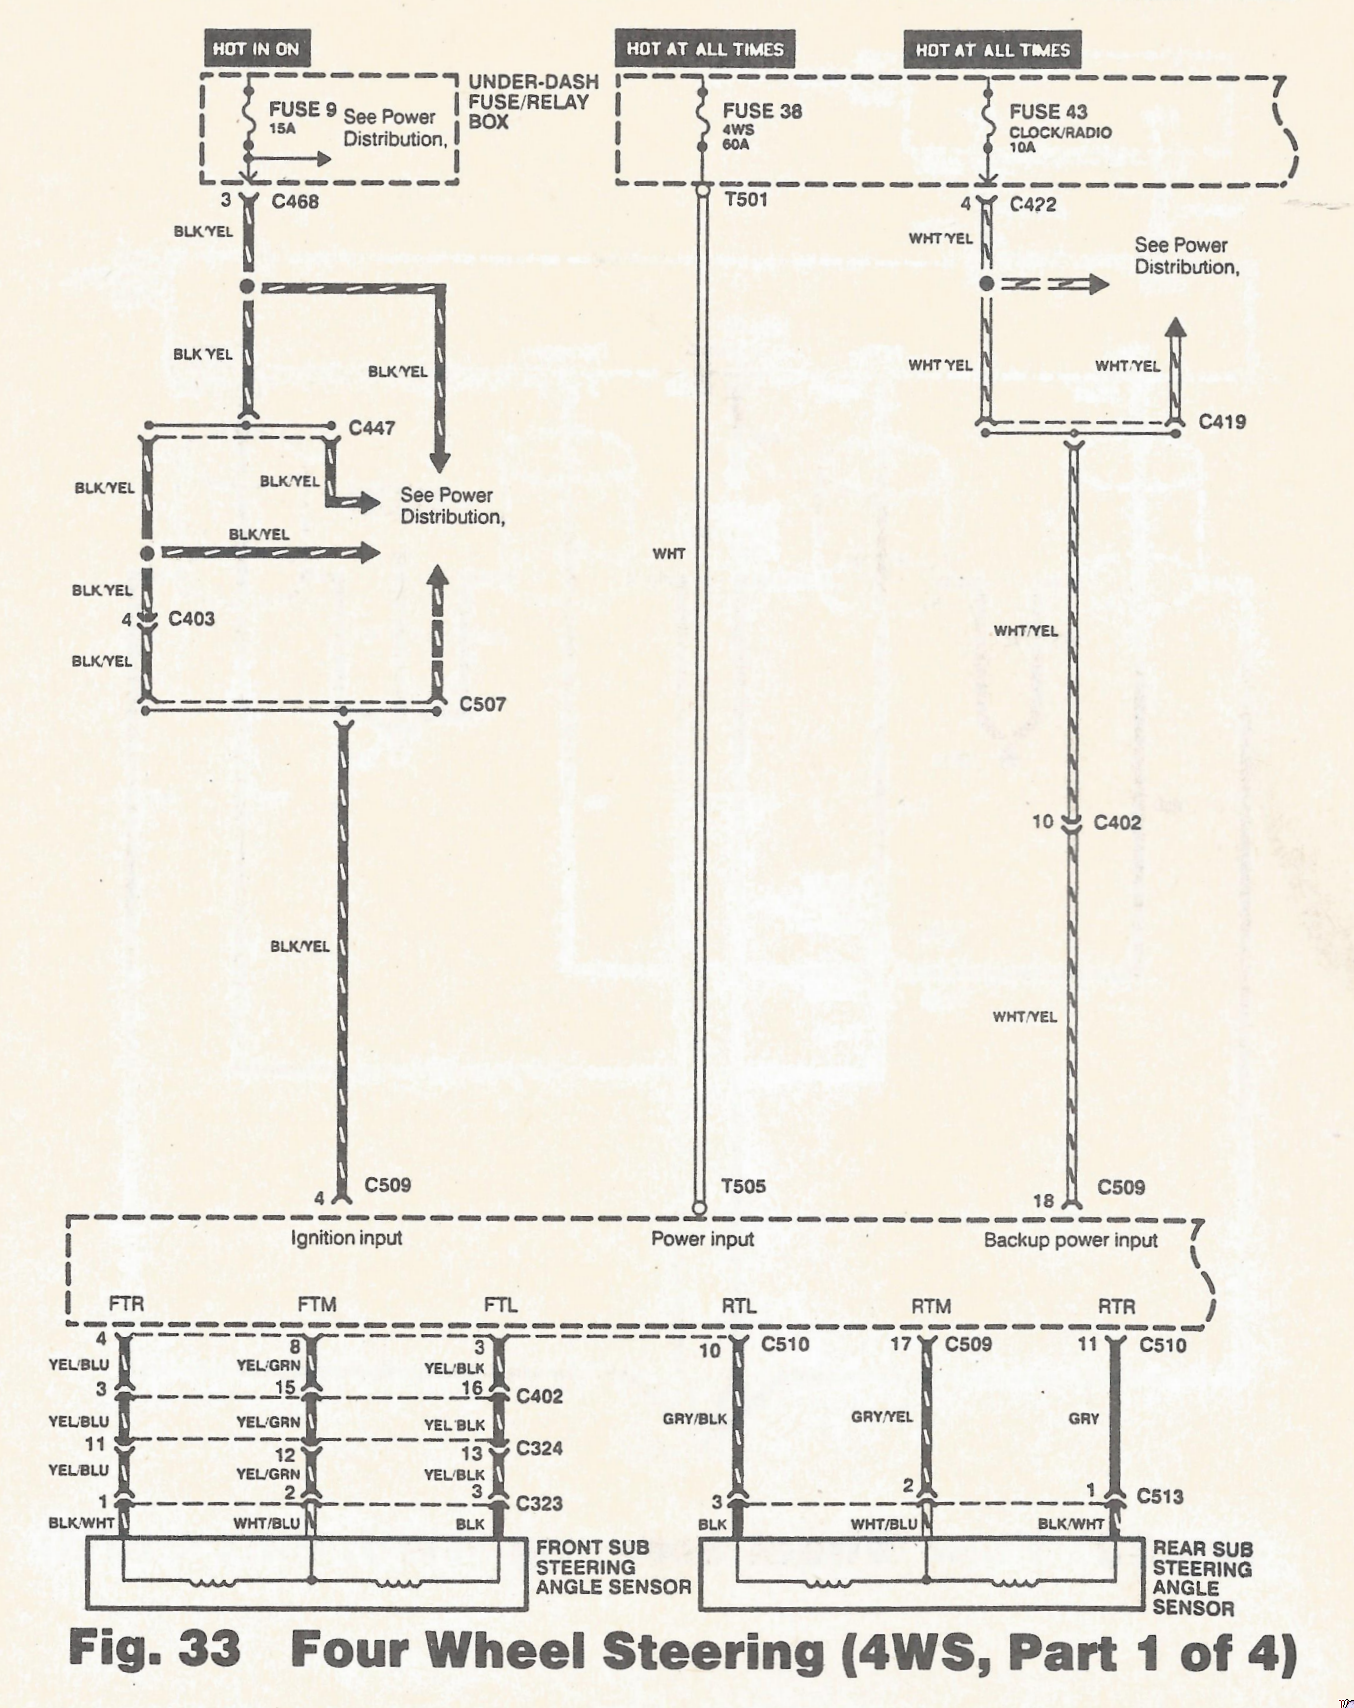 HOT IN ON
HOT AT ALL TIMES
HOT AT ALL TIMES
UNDER-DASH
FUSE/RELAY
BOX
FUSE 9
15A
See Power
Distribution,
FUSE 38
4WS
60A
FUSE 43
CLOCK/RADIO
10A
3 C468
T501
4 C422
BLK/YEL
WHT YEL
See Power
Distribution,
BLK YEL
BLK/YEL
WHT YEL
WHT/YEL
C447
C419
BLK/YEL
BLK/YEL
See Power
Distribution,
BLK/YEL
WHT
BLK YEL
4 C403
WHT/YEL
BLK/YEL
C507
10 C402
BLK/YEL
WHT/YEL
4 C509
T505
18 C509
Ignition input
Power input
Backup power input
FTR
FTM
FTL
RTL
RTM
RTR
4
8
3
10 C510
17 C509
11 C510
YEL/BLU
YEL/GRN
YEL/BLK
3
15
16 C402
YEL/BLU
YEL/GRN
YEL BLK
GRY/BLK
GRY/YEL
GRY
11
12
13 C324
YEL/BLU
YEL/GRN
YEL/BLK
1
2
3 C323
3
2
1 C513
BLK/WHT
WHT/BLU
BLK
BLK
WHT/BLU
BLK/WHT
FRONT SUB
STEERING
ANGLE SENSOR
REAR SUB
STEERING
ANGLE
SENSOR
Fig. 33 Four Wheel Steering (4WS, Part 1 of 4)